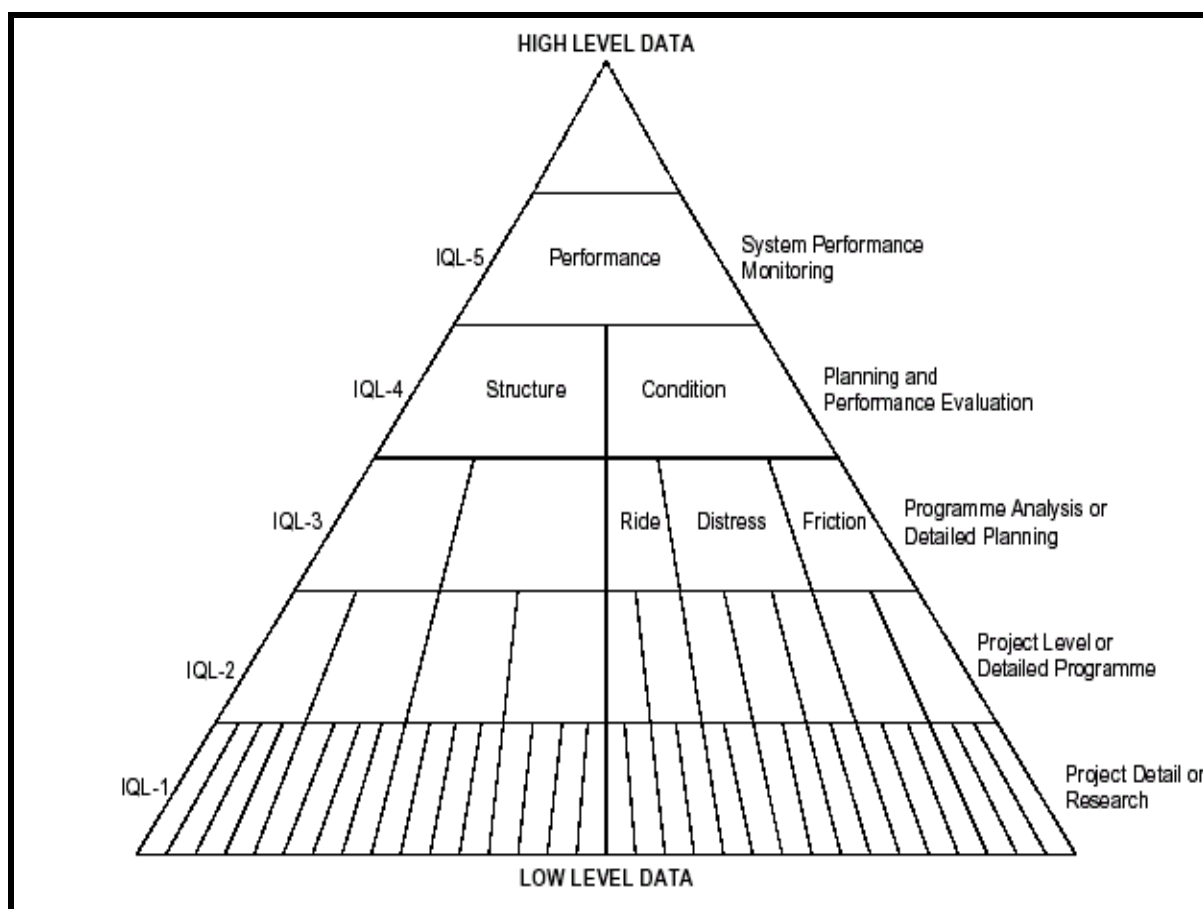 HIGH LEVEL DATA
IQL-5
Performance
System Performance
Monitoring
IQL-4
Structure
Condition
Planning and
Performance Evaluation
IQL-3
Ride
Distress
Friction
Programme Analysis or
Detailed Planning
IQL-2
Project Level or
Detailed Programme
IQL-1
Project Detail or
Research
LOW LEVEL DATA